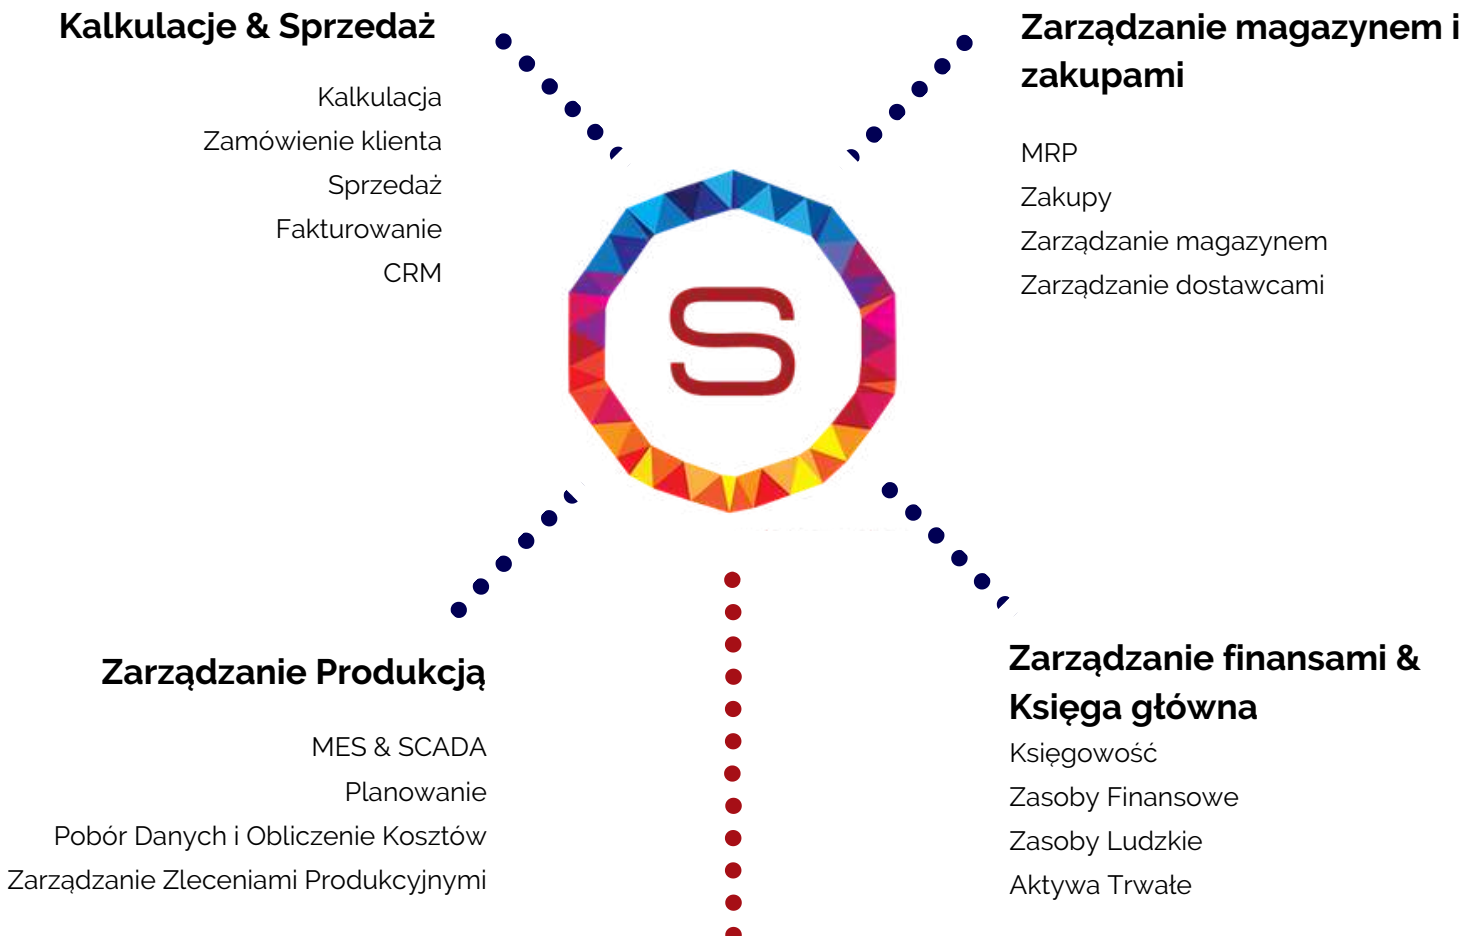 Kalkulacje & Sprzedaż
Kalkulacja
Zamówienie klienta
Sprzedaż
Fakturowanie
CRM
Zarządzanie magazynem i
zakupami
MRP
Zakupy
Zarządzanie magazynem
Zarządzanie dostawcami
S
Zarządzanie Produkcją
MES & SCADA
Planowanie
Pobór Danych i Obliczenie Kosztów
Zarządzanie Zleceniami Produkcyjnymi
Zarządzanie finansami &
Księga główna
Księgowość
Zasoby Finansowe
Zasoby Ludzkie
Aktywa Trwałe